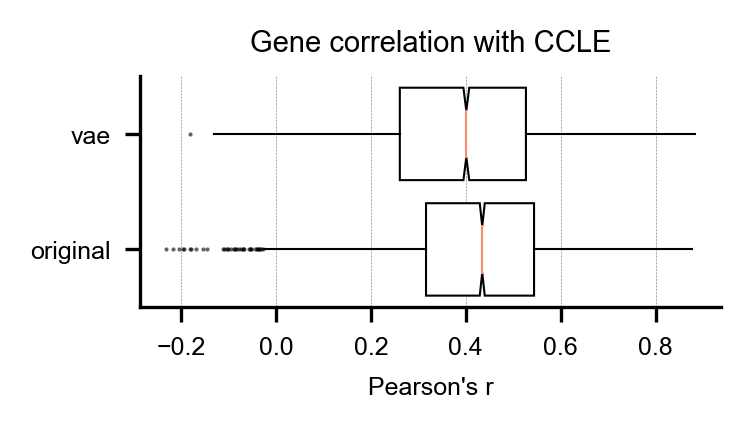 Gene correlation with CCLE
vae
original
−0.2 0.0 0.2 0.4 0.6 0.8
Pearson's r